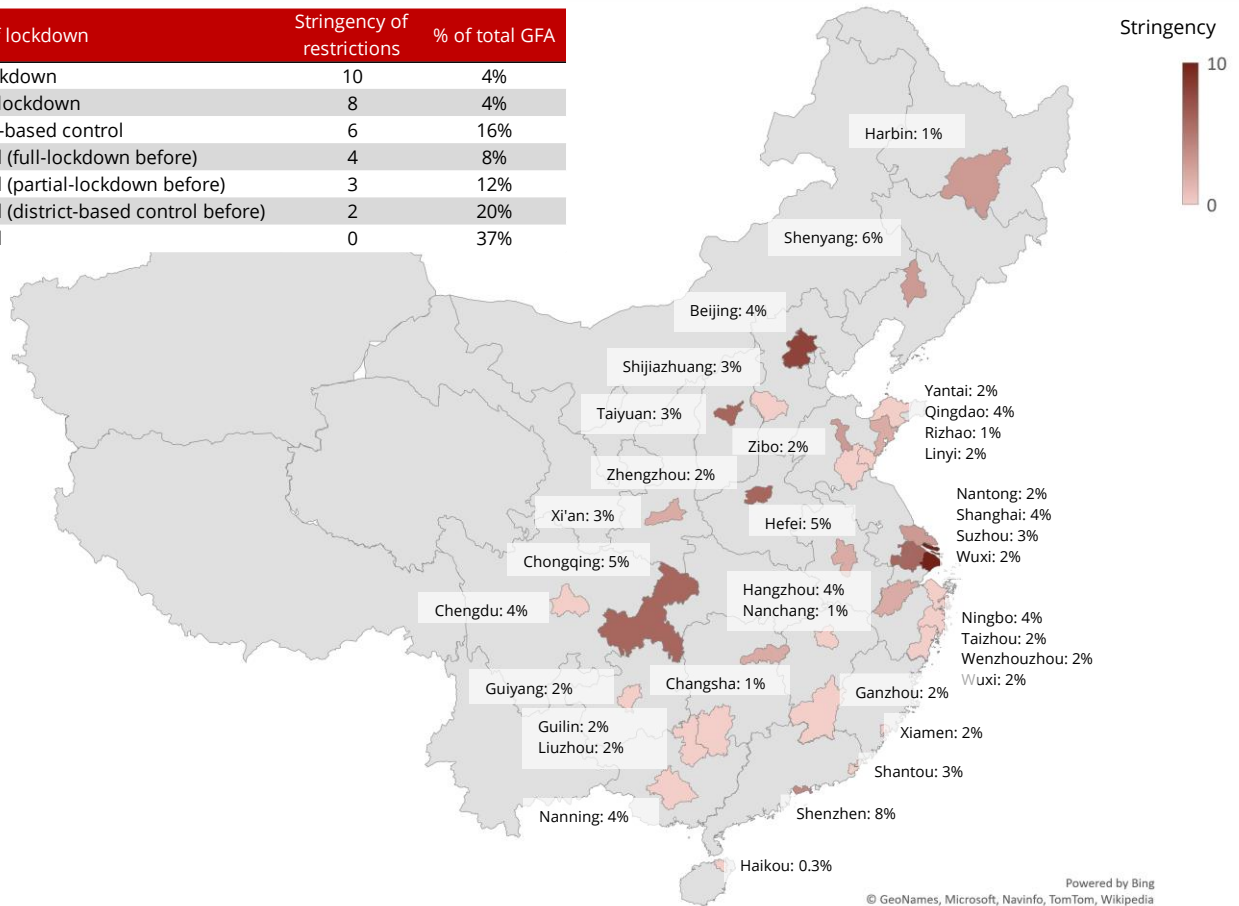 f lockdown
Stringency of restrictions
% of total GFA
kdown 10 4%
lockdown 8 4%
-based control 6 16%
l (full-lockdown before) 4 8%
l (partial-lockdown before) 3 12%
l (district-based control before) 2 20%
l 0 37%
Stringency
10
0
Harbin: 1%
Shenyang: 6%
Beijing: 4%
Shijiazhuang: 3%
Taiyuan: 3%
Zibo: 2%
Yantai: 2%
Qingdao: 4%
Rizhao: 1%
Linyi: 2%
Zhengzhou: 2%
Xi'an: 3%
Hefei: 5%
Nantong: 2%
Shanghai: 4%
Suzhou: 3%
Wuxi: 2%
Chongqing: 5%
Chengdu: 4%
Hangzhou: 4%
Nanchang: 1%
Ningbo: 4%
Taizhou: 2%
Wenzhouzhou: 2%
Wuxi: 2%
Guiyang: 2%
Changsha: 1%
Ganzhou: 2%
Guilin: 2%
Liuzhou: 2%
Xiamen: 2%
Shantou: 3%
Nanning: 4%
Shenzhen: 8%
Haikou: 0.3%
Powered by Bing
© GeoNames, Microsoft, Navinfo, TomTom, Wikipedia